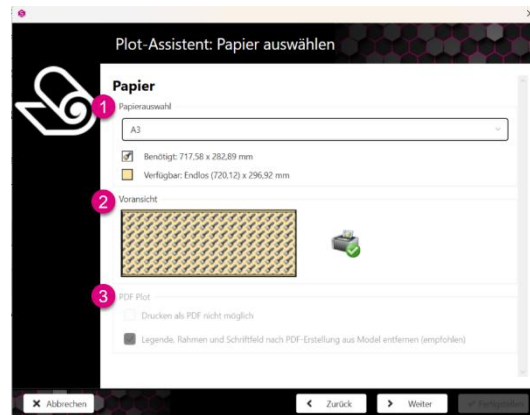 Plot-Assistent: Papier auswählen
Papier
1
Papierauswahl
A3
Benötigt: 717,58 x 282,89 mm
Verfügbar: Endlos (720,12) x 296,92 mm
2
Voransicht
3
PDF Plot
Drucken als PDF nicht möglich
Legende, Rahmen und Schriftfeld nach PDF-Erstellung aus Model entfernen (empfohlen)
Abbrechen
Zurück
Weiter